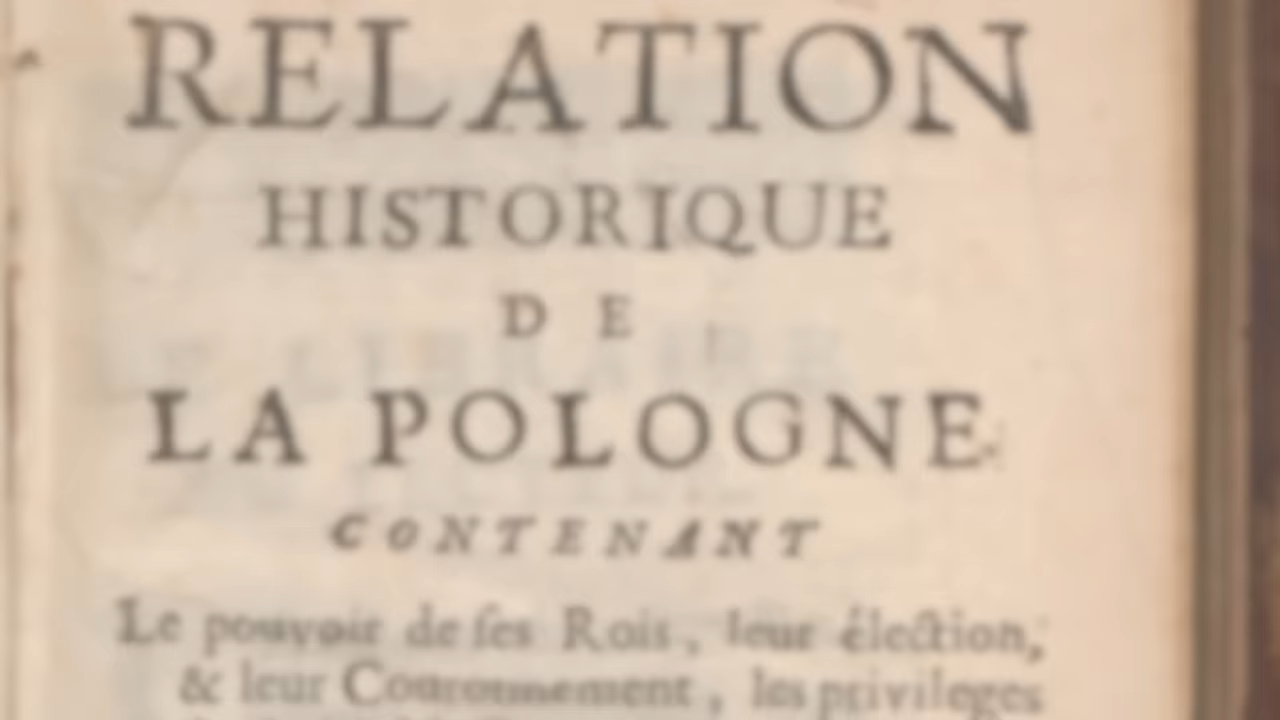 RELATION
HISTORIQUE
DE
LA POLOGNE
CONTENANT
Le pouvoir de ſes Rois, leur élection,
& leur Couronnement, les privileges